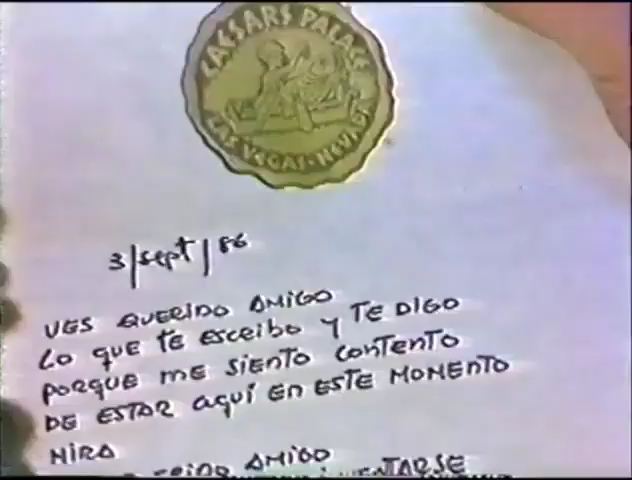 CAESARS PALACE
LAS VEGAS · NEVADA
3/sept/86
VES QUERIDO AMIGO
LO QUE TE ESCRIBO Y TE DIGO
PORQUE ME SIENTO CONTENTO
DE ESTAR AQUÍ EN ESTE MOMENTO
MIRA
AMIGO